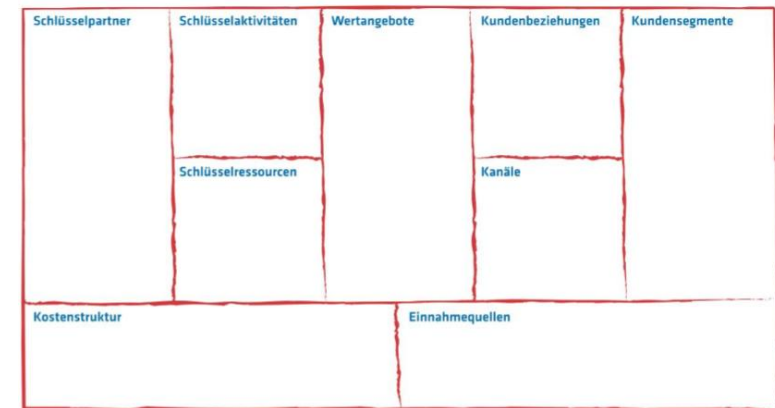 Schlüsselpartner
Schlüsselaktivitäten
Wertangebote
Kundenbeziehungen
Kundensegmente
Schlüsselressourcen
Kanäle
Kostenstruktur
Einnahmequellen